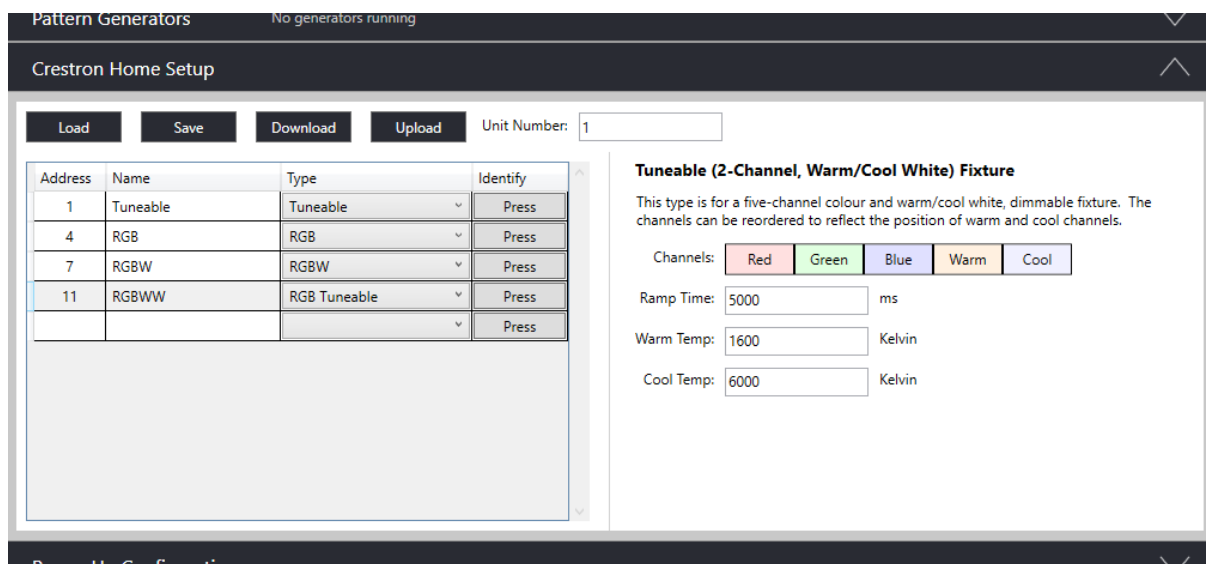 Pattern Generators No generators running
Crestron Home Setup
Load Save Download Upload Unit Number: 1
Address Name Type Identify
1 Tuneable Tuneable Press
4 RGB RGB Press
7 RGBW RGBW Press
11 RGBWW RGB Tuneable Press
Press
Tuneable (2-Channel, Warm/Cool White) Fixture
This type is for a five-channel colour and warm/cool white, dimmable fixture. The
channels can be reordered to reflect the position of warm and cool channels.
Channels: Red Green Blue Warm Cool
Ramp Time: 5000 ms
Warm Temp: 1600 Kelvin
Cool Temp: 6000 Kelvin